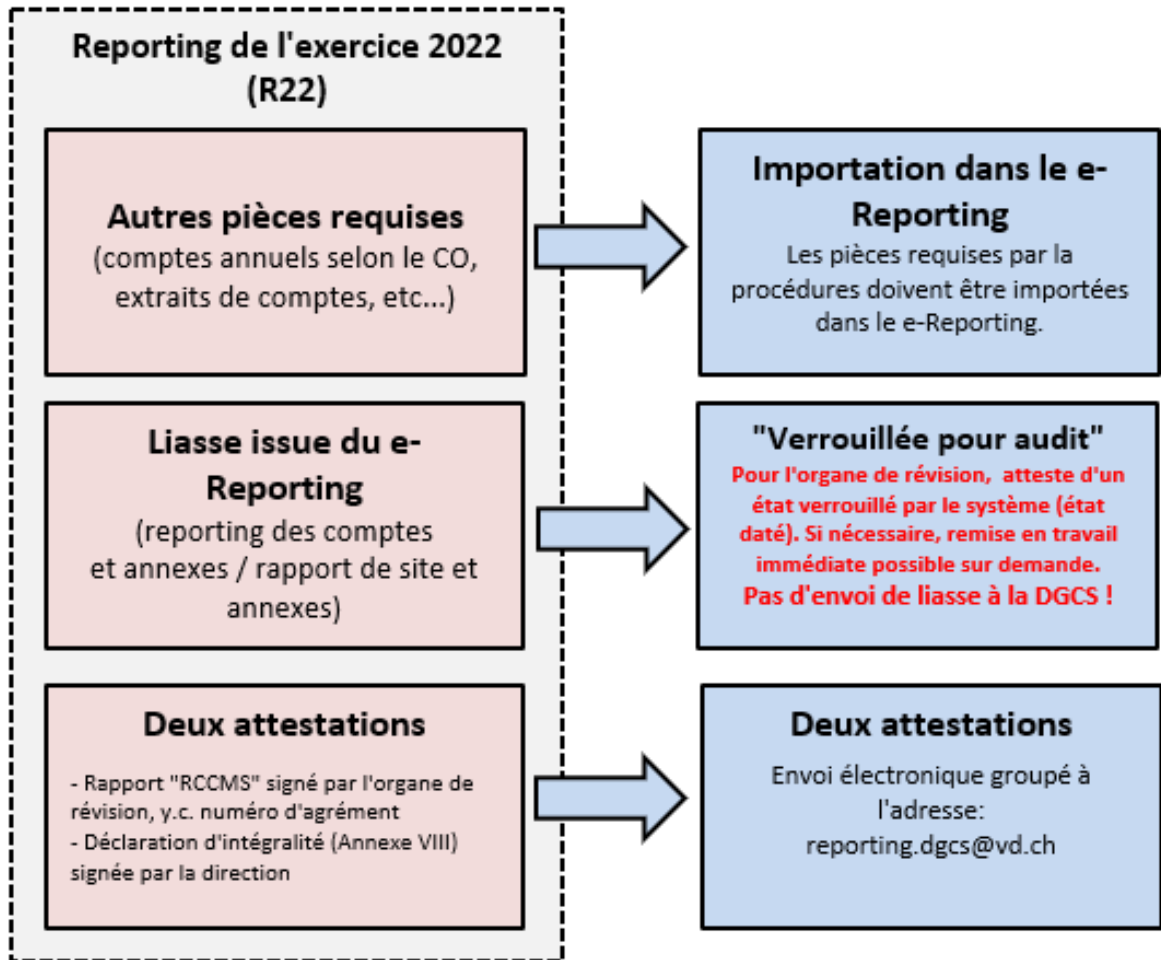 Reporting de l'exercice 2022
(R22)
Autres pièces requises
(comptes annuels selon le CO,
extraits de comptes, etc...)
Importation dans le e-
Reporting
Les pièces requises par la
procédures doivent être importées
dans le e-Reporting.
Liasse issue du e-
Reporting
(reporting des comptes
et annexes / rapport de site et
annexes)
"Verrouillée pour audit"
Pour l'organe de révision, atteste d'un
état verrouillé par le système (état
daté). Si nécessaire, remise en travail
immédiate possible sur demande.
Pas d'envoi de liasse à la DGCS !
Deux attestations
- Rapport "RCCMS" signé par l'organe de
révision, y.c. numéro d'agrément
- Déclaration d'intégralité (Annexe VIII)
signée par la direction
Deux attestations
Envoi électronique groupé à
l'adresse:
reporting.dgcs@vd.ch